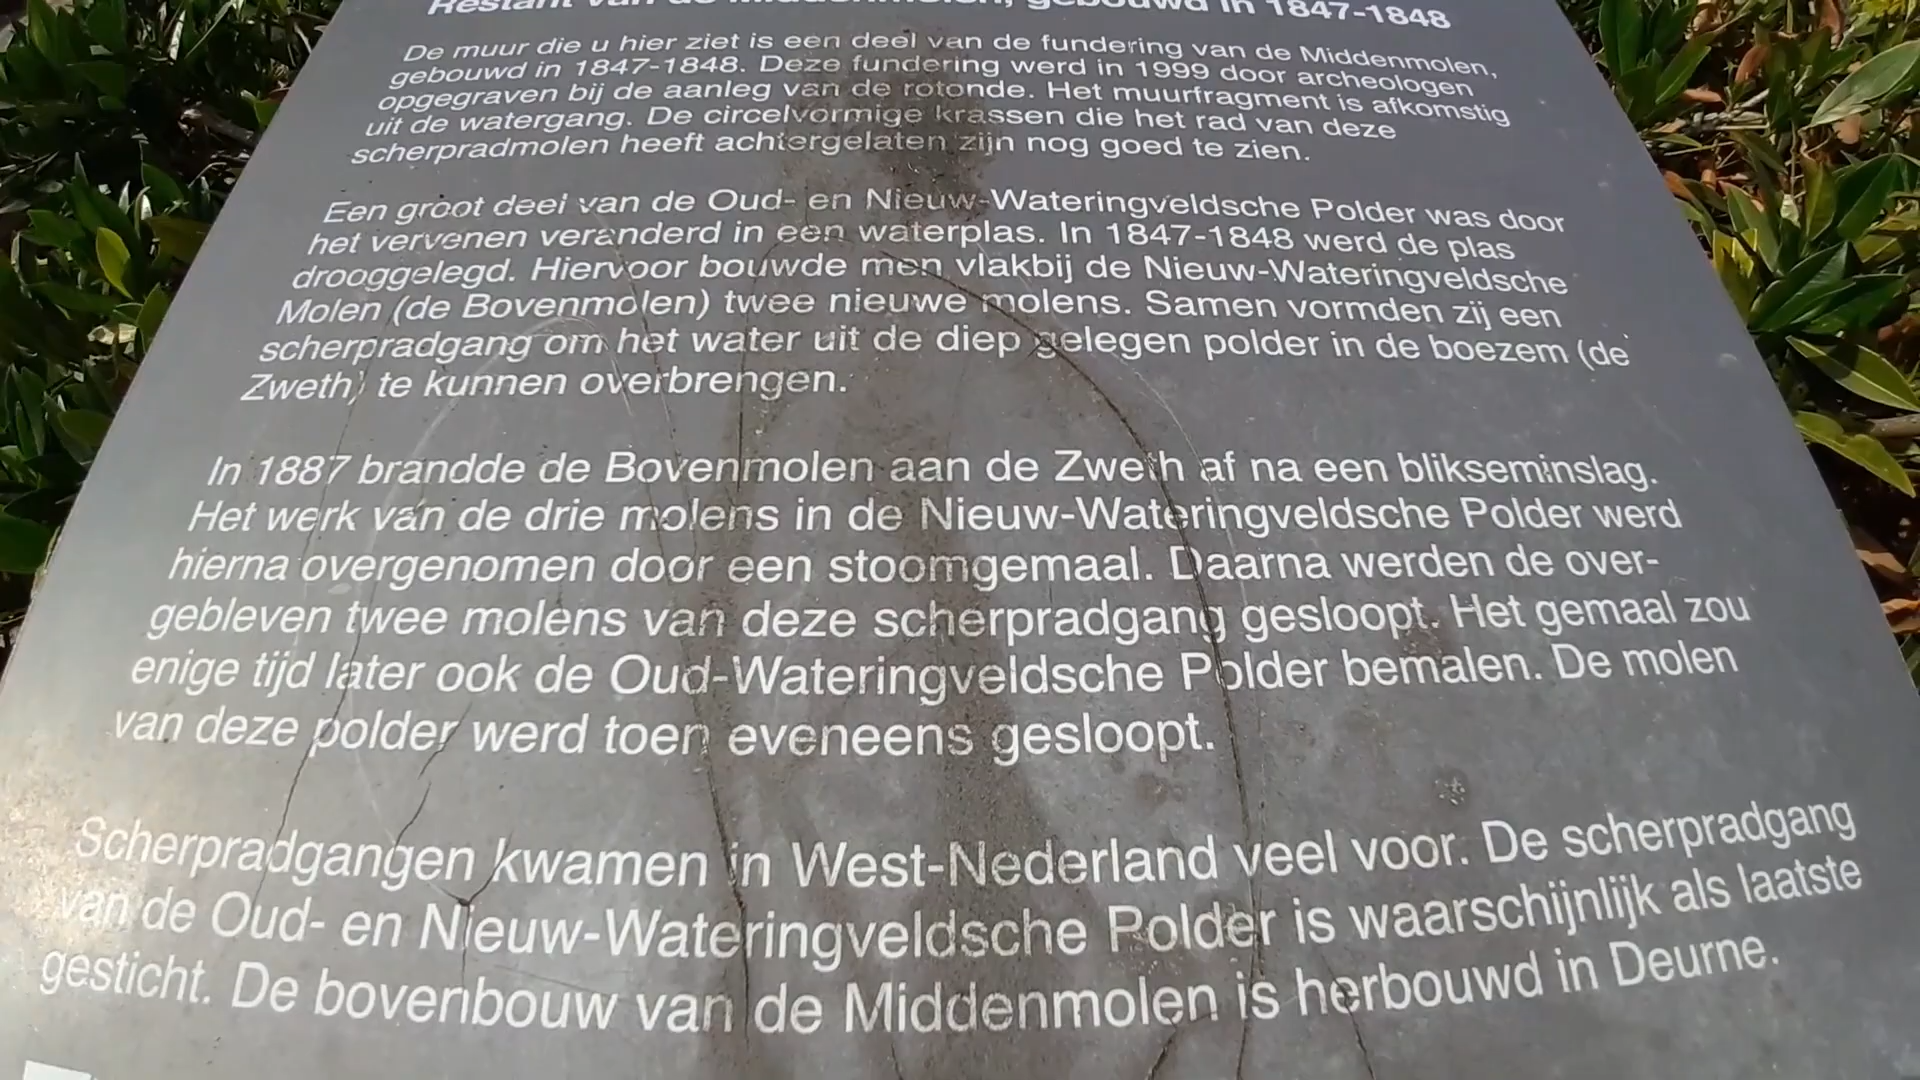 Restant van de Middenmolen, gebouwd in 1847-1848
De muur die u hier ziet is een deel van de fundering van de Middenmolen,
gebouwd in 1847-1848. Deze fundering werd in 1999 door archeologen
opgegraven bij de aanleg van de rotonde. Het muurfragment is afkomstig
uit de watergang. De circelvormige krassen die het rad van deze
scherpradmolen heeft achtergelaten zijn nog goed te zien.
Een groot deel van de Oud- en Nieuw-Wateringveldsche Polder was door
het vervenen veranderd in een waterplas. In 1847-1848 werd de plas
drooggelegd. Hiervoor bouwde men vlakbij de Nieuw-Wateringveldsche
Molen (de Bovenmolen) twee nieuwe molens. Samen vormden zij een
scherpradgang om het water uit de diep gelegen polder in de boezem (de
Zweth) te kunnen overbrengen.
In 1887 brandde de Bovenmolen aan de Zweth af na een blikseminslag.
Het werk van de drie molens in de Nieuw-Wateringveldsche Polder werd
hierna overgenomen door een stoomgemaal. Daarna werden de over-
gebleven twee molens van deze scherpradgang gesloopt. Het gemaal zou
enige tijd later ook de Oud-Wateringveldsche Polder bemalen. De molen
van deze polder werd toen eveneens gesloopt.
Scherpradgangen kwamen in West-Nederland veel voor. De scherpradgang
van de Oud- en Nieuw-Wateringveldsche Polder is waarschijnlijk als laatste
gesticht. De bovenbouw van de Middenmolen is herbouwd in Deurne.